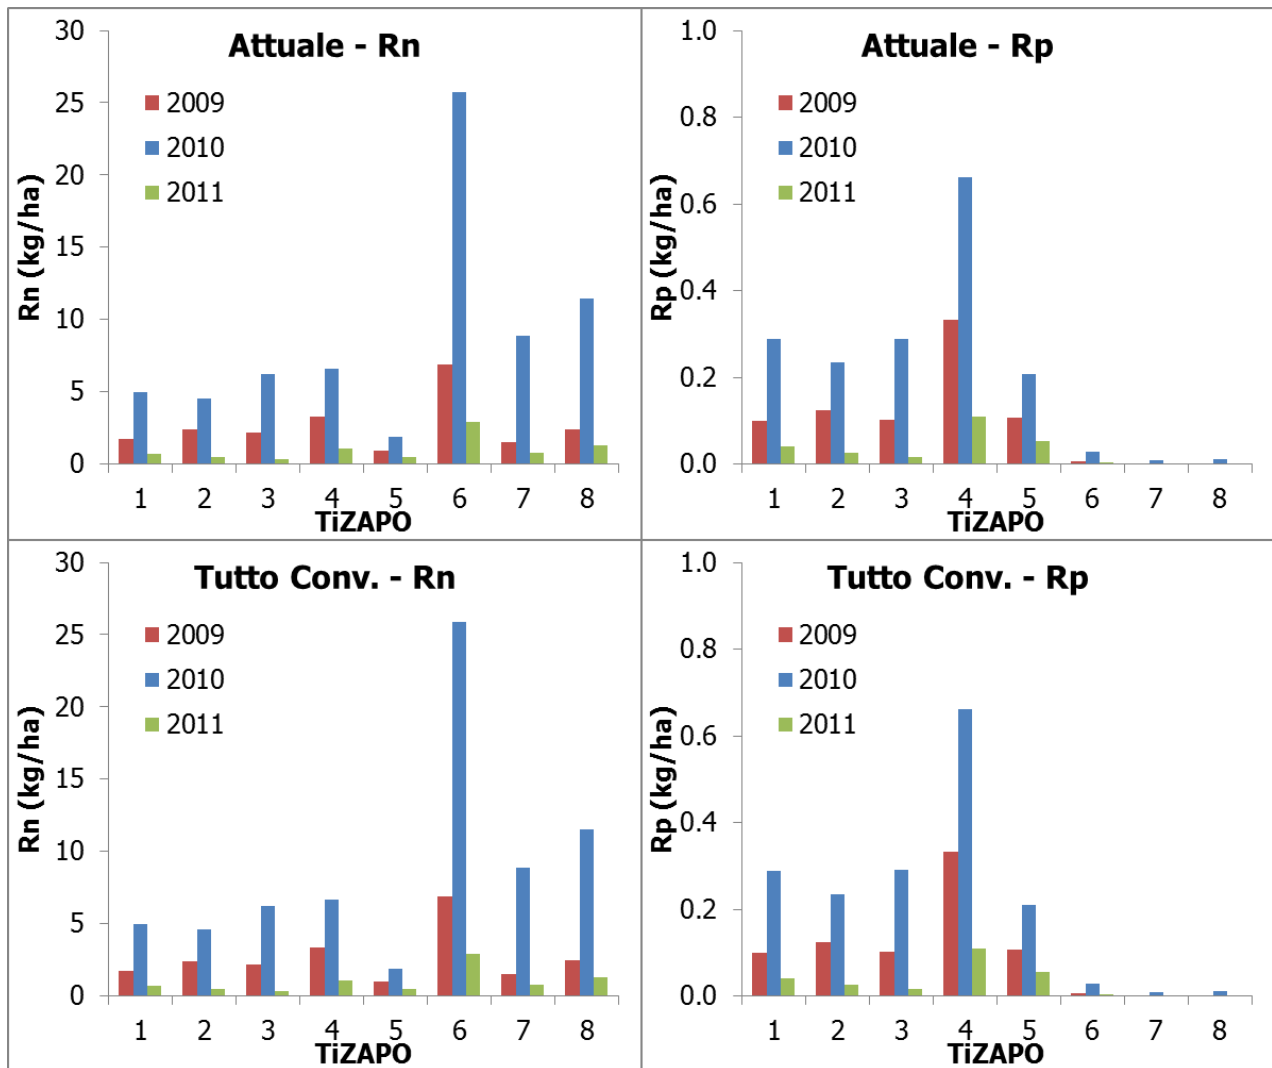 Attuale - Rn
30
25
20
15
10
5
0
Rn (kg/ha)
2009
2010
2011
1 2 3 4 5 6 7 8
TiZAPO
Attuale - Rp
1.0
0.8
0.6
0.4
0.2
0.0
Rp (kg/ha)
2009
2010
2011
1 2 3 4 5 6 7 8
TiZAPO
Tutto Conv. - Rn
30
25
20
15
10
5
0
Rn (kg/ha)
2009
2010
2011
1 2 3 4 5 6 7 8
TiZAPO
Tutto Conv. - Rp
1.0
0.8
0.6
0.4
0.2
0.0
Rp (kg/ha)
2009
2010
2011
1 2 3 4 5 6 7 8
TiZAPO